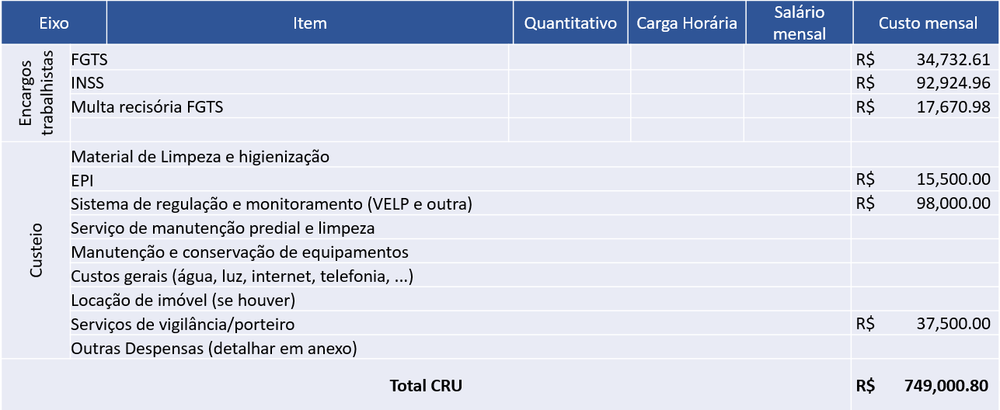 Eixo Item Quantitativo Carga Horária Salário mensal Custo mensal
Encargos trabalhistas
FGTS R$ 34,732.61
INSS R$ 92,924.96
Multa recisória FGTS R$ 17,670.98
Custeio
Material de Limpeza e higienização
EPI R$ 15,500.00
Sistema de regulação e monitoramento (VELP e outra) R$ 98,000.00
Serviço de manutenção predial e limpeza
Manutenção e conservação de equipamentos
Custos gerais (água, luz, internet, telefonia, ...)
Locação de imóvel (se houver)
Serviços de vigilância/porteiro R$ 37,500.00
Outras Despensas (detalhar em anexo)
Total CRU R$ 749,000.80